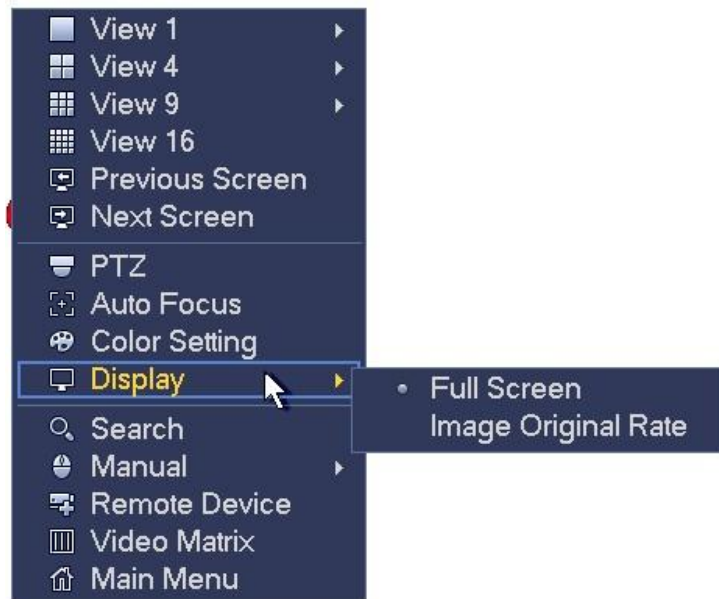 View 1
View 4
View 9
View 16
Previous Screen
Next Screen
PTZ
Auto Focus
Color Setting
Display
Full Screen
Image Original Rate
Search
Manual
Remote Device
Video Matrix
Main Menu